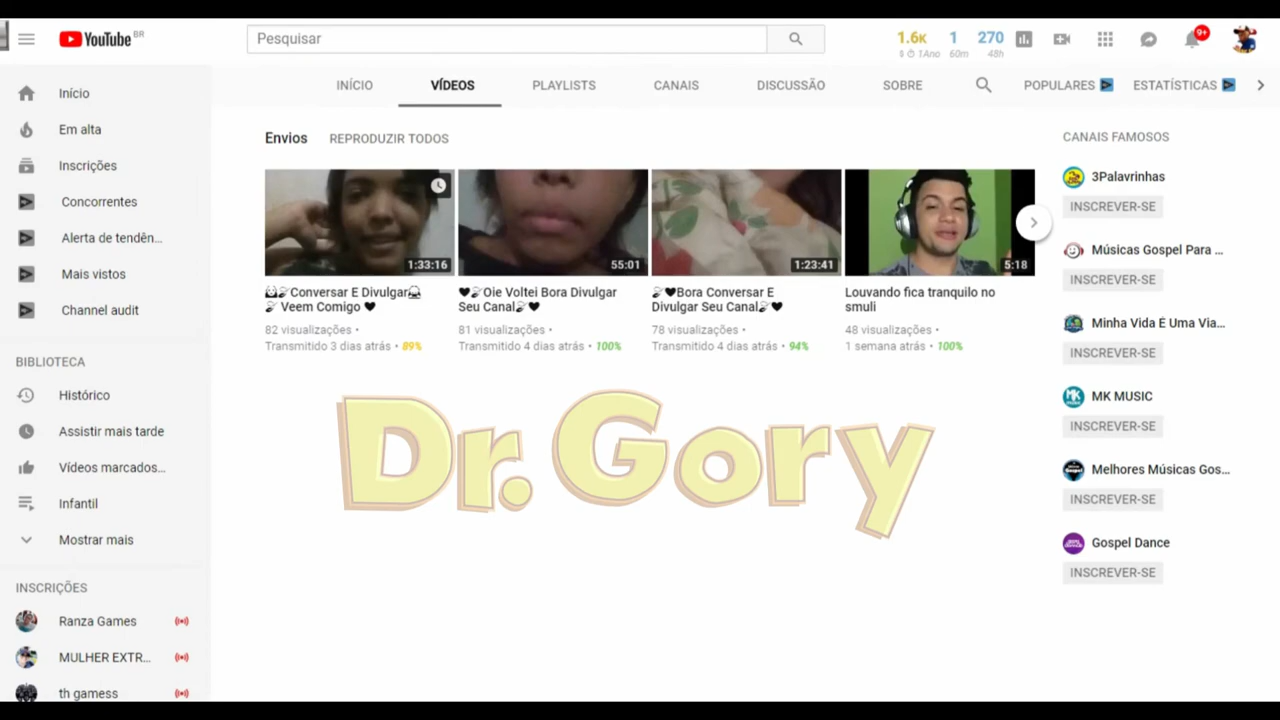 YouTube BR
Pesquisar
1.6K 1 270
1Ano 60m 48h
9+
INÍCIO VÍDEOS PLAYLISTS CANAIS DISCUSSÃO SOBRE POPULARES ESTATÍSTICAS
Início
Em alta
Inscrições
Concorrentes
Alerta de tendên...
Mais vistos
Channel audit
BIBLIOTECA
Histórico
Assistir mais tarde
Vídeos marcados...
Infantil
Mostrar mais
INSCRIÇÕES
Ranza Games
MULHER EXTR...
th gamess
Envios REPRODUZIR TODOS
1:33:16
Conversar E Divulgar
Veem Comigo ♥
82 visualizações •
Transmitido 3 dias atrás • 89%
55:01
♥Oie Voltei Bora Divulgar
Seu Canal♥
81 visualizações •
Transmitido 4 dias atrás • 100%
1:23:41
♥Bora Conversar E
Divulgar Seu Canal♥
78 visualizações •
Transmitido 4 dias atrás • 94%
5:18
Louvando fica tranquilo no
smuli
48 visualizações •
1 semana atrás • 100%
Dr. Gory
CANAIS FAMOSOS
3Palavrinhas
INSCREVER-SE
Músicas Gospel Para ...
INSCREVER-SE
Minha Vida É Uma Via...
INSCREVER-SE
MK MUSIC
INSCREVER-SE
Melhores Músicas Gos...
INSCREVER-SE
Gospel Dance
INSCREVER-SE